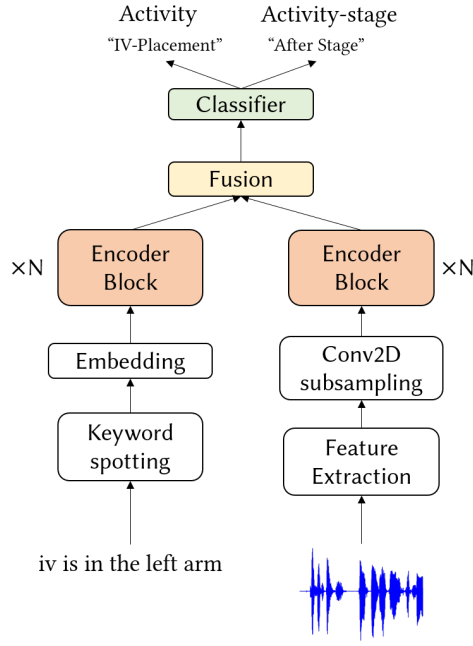 Activity Activity-stage
“IV-Placement” “After Stage”
Classifier
Fusion
×N Encoder Block
Encoder Block ×N
Embedding
Conv2D subsampling
Keyword spotting
Feature Extraction
iv is in the left arm